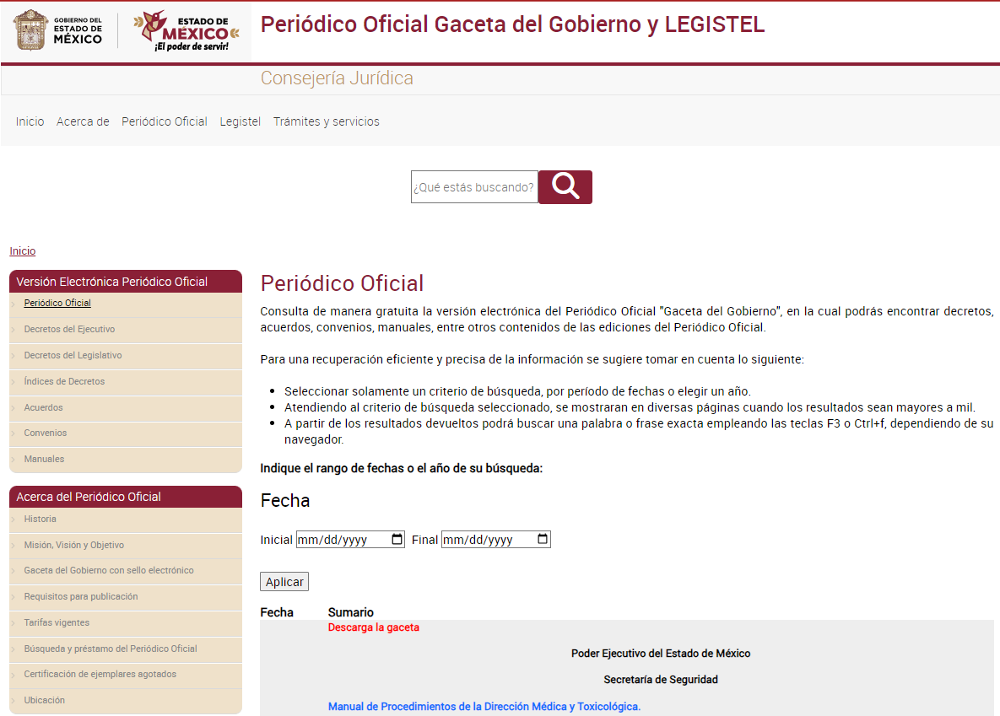 GOBIERNO DEL
ESTADO DE
MÉXICO
ESTADO DE
MÉXICO
¡El poder de servir!
Periódico Oficial Gaceta del Gobierno y LEGISTEL
Consejería Jurídica
Inicio Acerca de Periódico Oficial Legistel Trámites y servicios
¿Qué estás buscando?
Inicio
Versión Electrónica Periódico Oficial
Periódico Oficial
Decretos del Ejecutivo
Decretos del Legislativo
Índices de Decretos
Acuerdos
Convenios
Manuales
Acerca del Periódico Oficial
Historia
Misión, Visión y Objetivo
Gaceta del Gobierno con sello electrónico
Requisitos para publicación
Tarifas vigentes
Búsqueda y préstamo del Periódico Oficial
Certificación de ejemplares agotados
Ubicación
Periódico Oficial
Consulta de manera gratuita la versión electrónica del Periódico Oficial "Gaceta del Gobierno", en la cual podrás encontrar decretos,
acuerdos, convenios, manuales, entre otros contenidos de las ediciones del Periódico Oficial.
Para una recuperación eficiente y precisa de la información se sugiere tomar en cuenta lo siguiente:
• Seleccionar solamente un criterio de búsqueda, por período de fechas o elegir un año.
• Atendiendo al criterio de búsqueda seleccionado, se mostraran en diversas páginas cuando los resultados sean mayores a mil.
• A partir de los resultados devueltos podrá buscar una palabra o frase exacta empleando las teclas F3 o Ctrl+f, dependiendo de su
navegador.
Indique el rango de fechas o el año de su búsqueda:
Fecha
Inicial mm/dd/yyyy Final mm/dd/yyyy
Aplicar
Fecha Sumario
Descarga la gaceta
Poder Ejecutivo del Estado de México
Secretaría de Seguridad
Manual de Procedimientos de la Dirección Médica y Toxicológica.